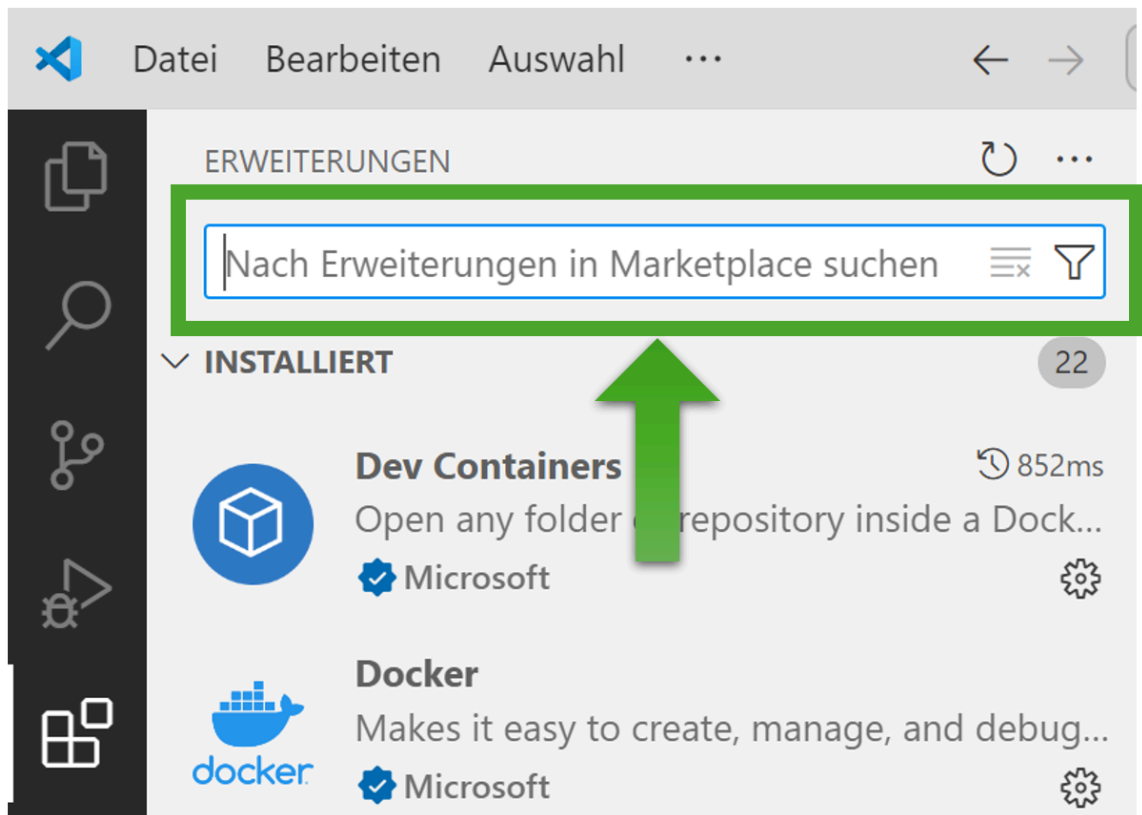 Datei Bearbeiten Auswahl ...
ERWEITERUNGEN ...
Nach Erweiterungen in Marketplace suchen
INSTALLIERT 22
Dev Containers 852ms
Open any folder repository inside a Dock...
Microsoft
Docker
Makes it easy to create, manage, and debug...
docker
Microsoft